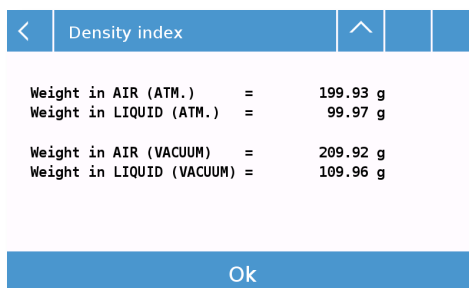 Density index
Weight in AIR (ATM.) = 199.93 g
Weight in LIQUID (ATM.) = 99.97 g
Weight in AIR (VACUUM) = 209.92 g
Weight in LIQUID (VACUUM) = 109.96 g
Ok